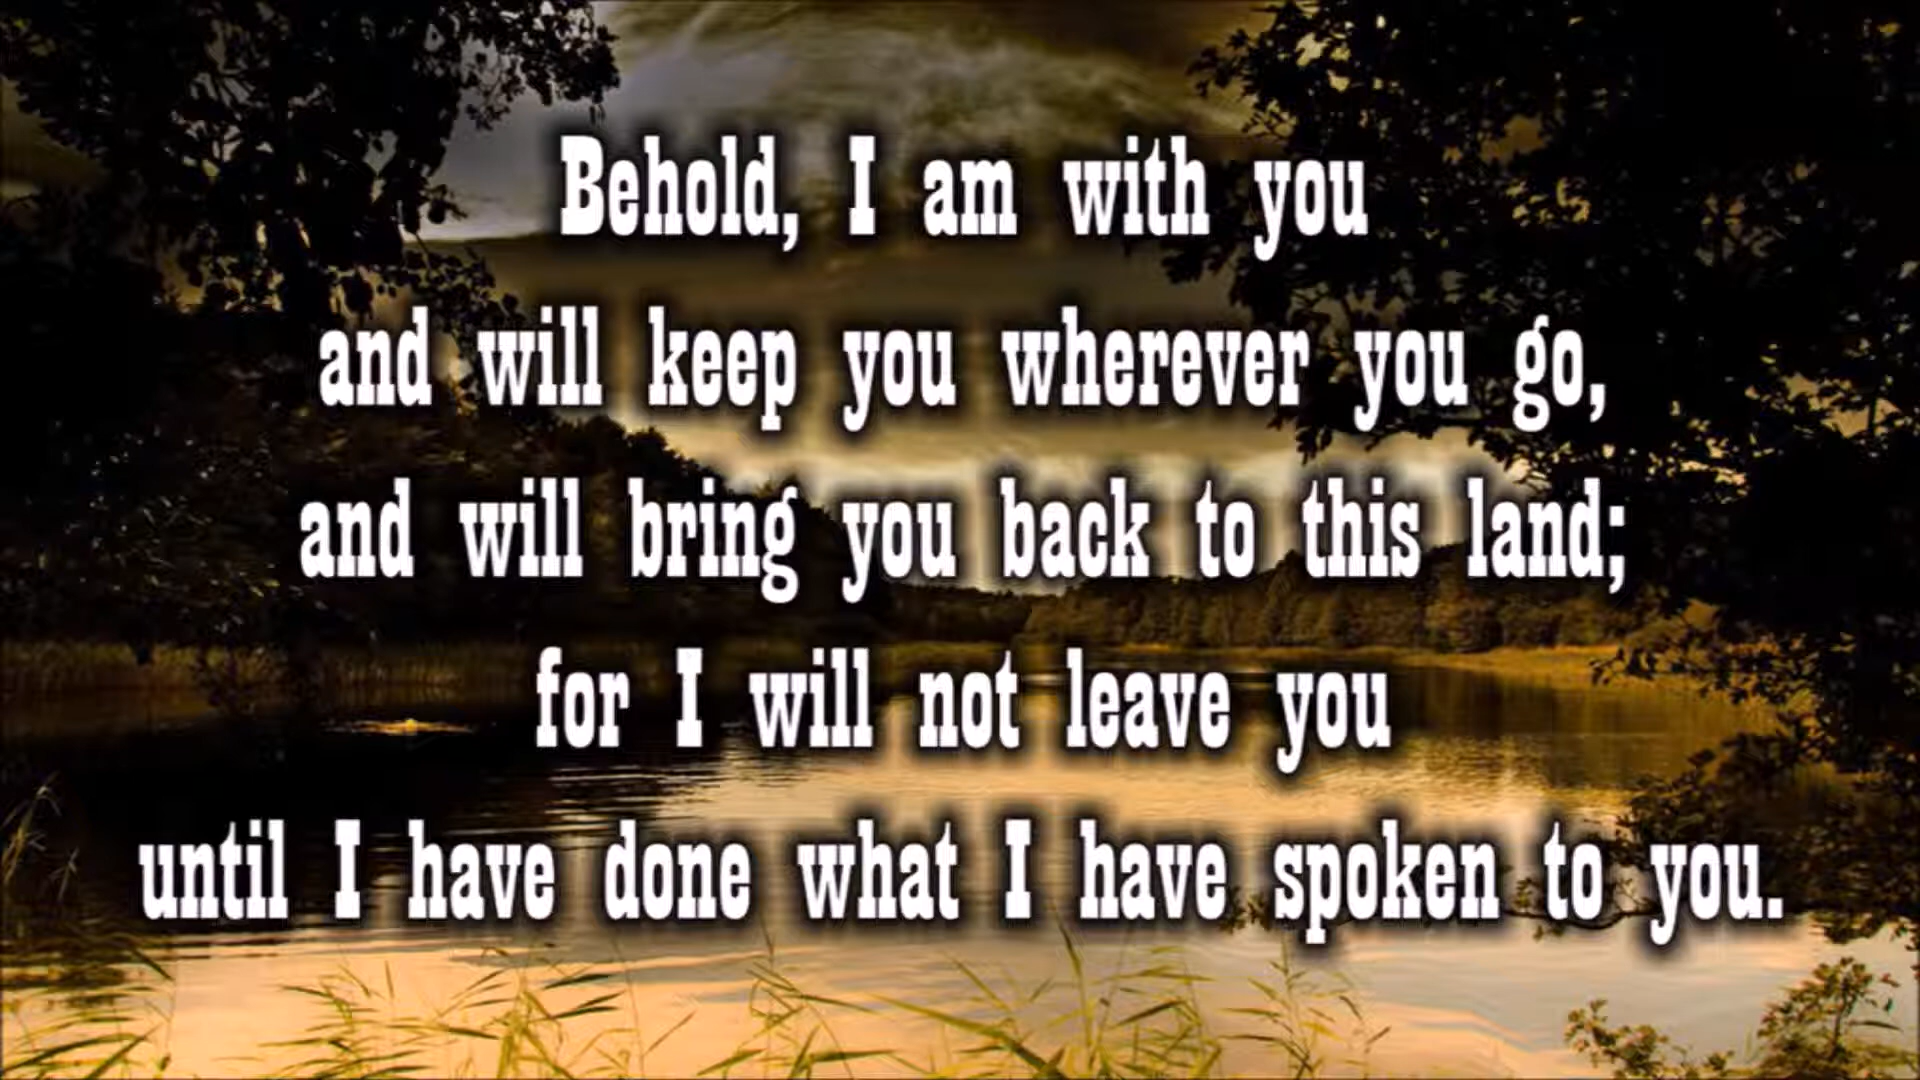 Behold, I am with you
and will keep you wherever you go,
and will bring you back to this land;
for I will not leave you
until I have done what I have spoken to you.